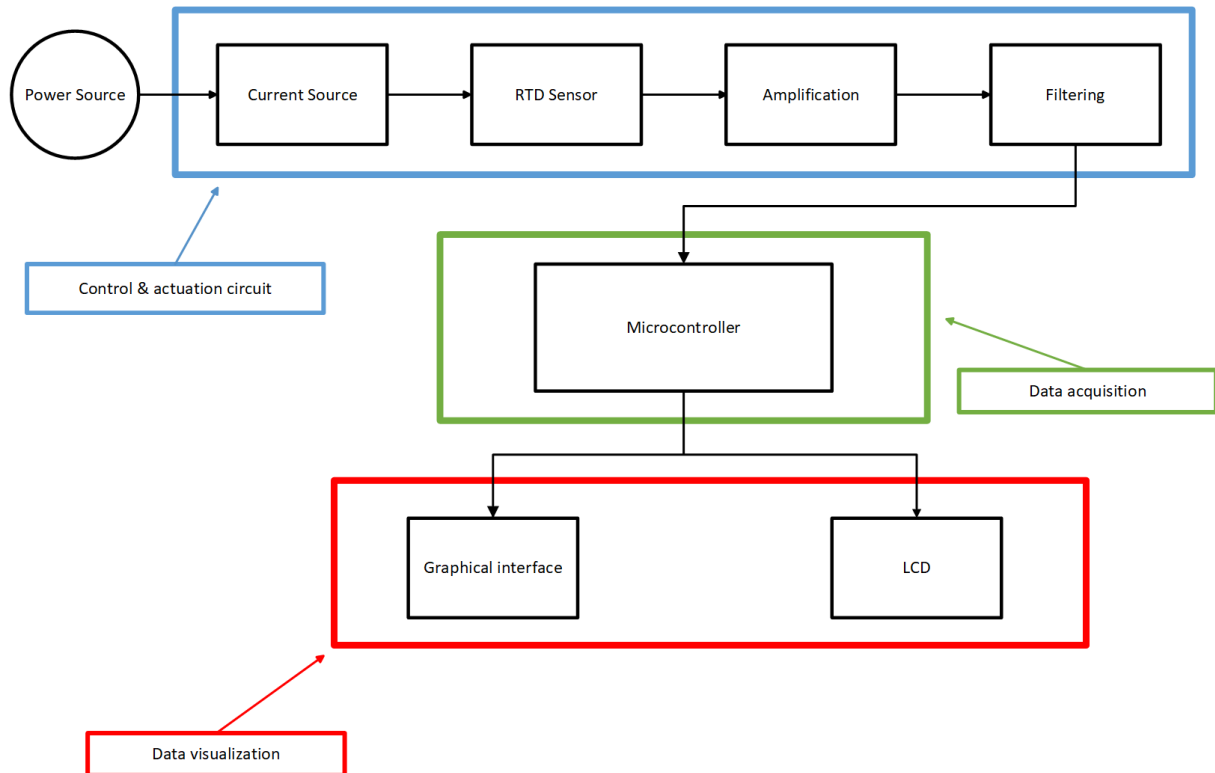 Power Source
Current Source
RTD Sensor
Amplification
Filtering
Control & actuation circuit
Microcontroller
Data acquisition
Graphical interface
LCD
Data visualization